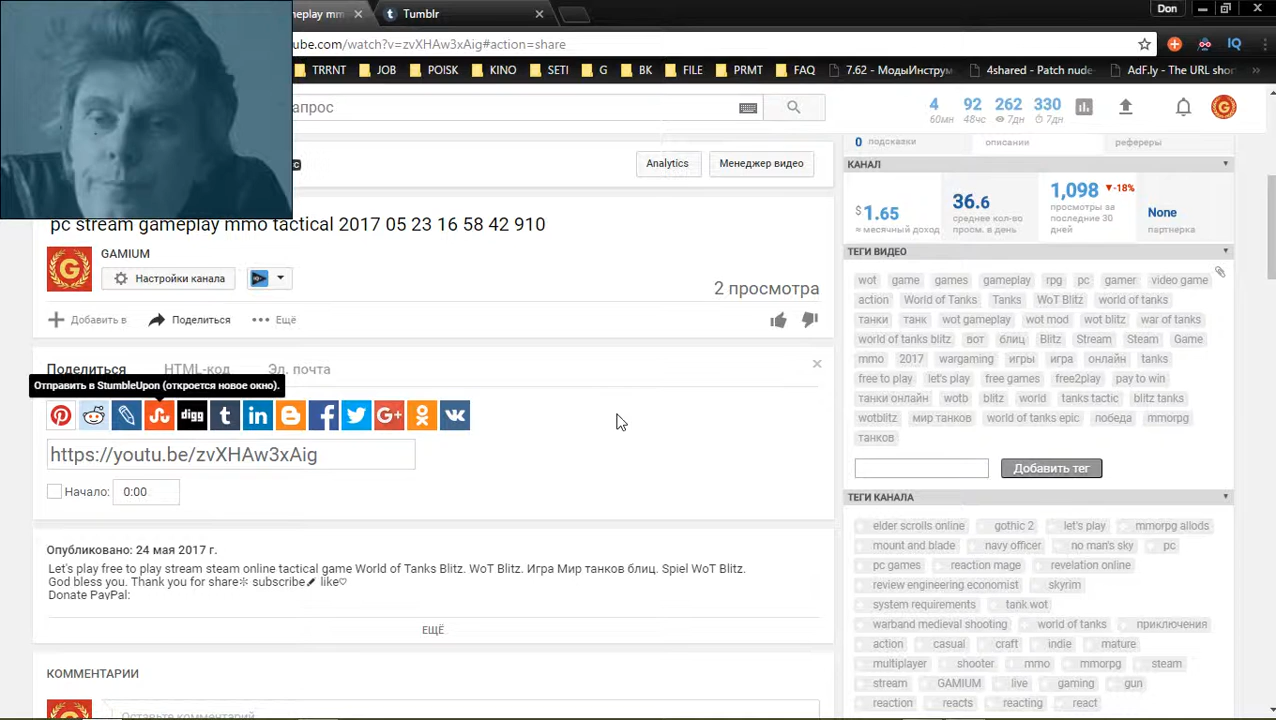 eplay mm
Tumblr
Don
ube.com/watch?v=zvXHAw3xAig#action=share
TRRNT
JOB
POISK
KINO
SETI
G
BK
FILE
PRMT
FAQ
7.62 - МодыИнструм
4shared - Patch nude
AdF.ly - The URL shor
апрос
4
60мн
92
48чс
262
7дн
330
7дн
Analytics
Менеджер видео
pc stream gameplay mmo tactical 2017 05 23 16 58 42 910
GAMIUM
Настройки канала
2 просмотра
Добавить в
Поделиться
Ещё
Поделиться
HTML-код
Эл. почта
Отправить в StumbleUpon (откроется новое окно).
digg
https://youtu.be/zvXHAw3xAig
Начало:
0:00
Опубликовано: 24 мая 2017 г.
Let's play free to play stream steam online tactical game World of Tanks Blitz. WoT Blitz. Игра Мир танков блиц. Spiel WoT Blitz.
God bless you. Thank you for share✼ subscribe✐ like♡
Donate PayPal:
ЕЩЁ
КОММЕНТАРИИ
Оставьте комментарий
0 подсказки
описании
рефереры
КАНАЛ
$1.65
≈ месячный доход
36.6
среднее кол-во
просм. в день
1,098 ▼-18%
просмотры за
последние 30
дней
None
партнерка
ТЕГИ ВИДЕО
wot game games gameplay rpg pc gamer video game
action World of Tanks Tanks WoT Blitz world of tanks
танки танк wot gameplay wot mod wot blitz war of tanks
world of tanks blitz вот блиц Blitz Stream Steam Game
mmo 2017 wargaming игры игра онлайн tanks
free to play let's play free games free2play pay to win
танки онлайн wotb blitz world tanks tactic blitz tanks
wotblitz мир танков world of tanks epic победа mmorpg
танков
Добавить тег
ТЕГИ КАНАЛА
elder scrolls online gothic 2 let's play mmorpg allods
mount and blade navy officer no man's sky pc
pc games reaction mage revelation online
review engineering economist skyrim
system requirements tank wot
warband medieval shooting world of tanks приключения
action casual craft indie mature
multiplayer shooter mmo mmorpg steam
stream GAMIUM live gaming gun
reaction reacts reacting react